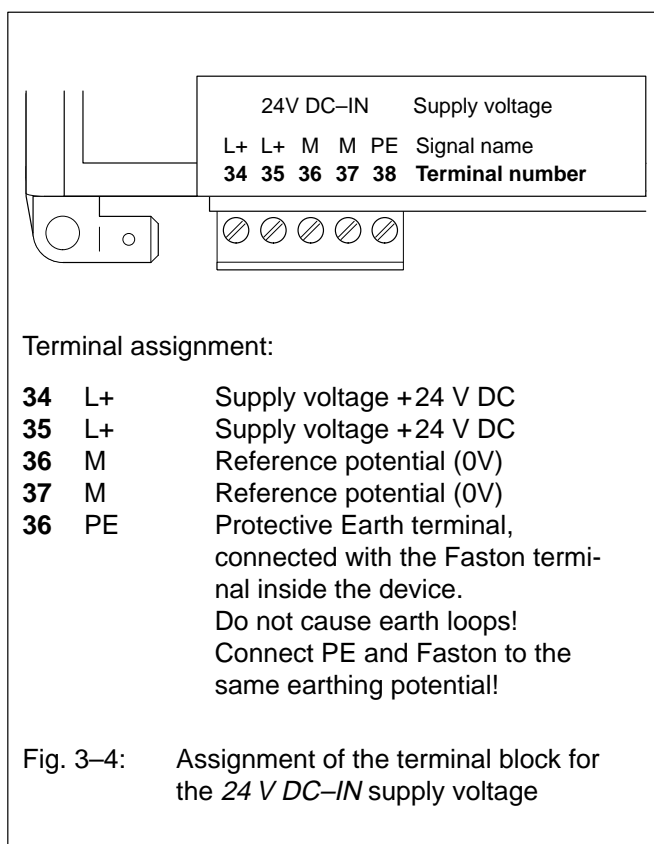 24V DC–IN Supply voltage
L+ L+ M M PE Signal name
34 35 36 37 38 Terminal number
Terminal assignment:
34 L+ Supply voltage +24 V DC
35 L+ Supply voltage +24 V DC
36 M Reference potential (0V)
37 M Reference potential (0V)
36 PE Protective Earth terminal,
connected with the Faston termi-
nal inside the device.
Do not cause earth loops!
Connect PE and Faston to the
same earthing potential!
Fig. 3–4: Assignment of the terminal block for
the 24 V DC–IN supply voltage